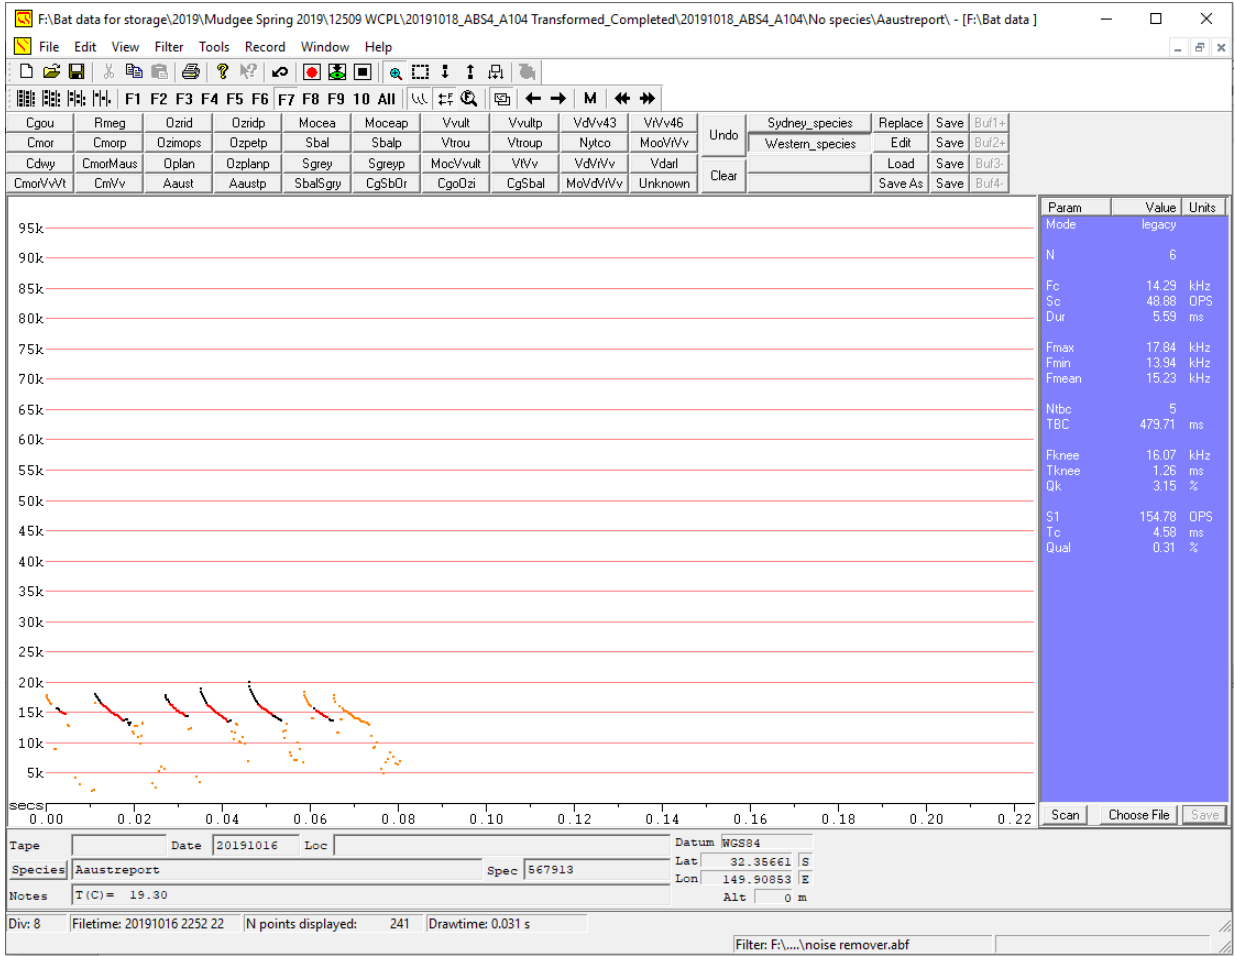 F:\Bat data for storage\2019\Mudgee Spring 2019\12509 WCPL\20191018_ABS4_A104 Transformed_Completed\20191018_ABS4_A104\No species\Aaustreport\ - [F:\Bat data ]
File Edit View Filter Tools Record Window Help
F1 F2 F3 F4 F5 F6 F7 F8 F9 10 All M
Cgou Rmeg Ozrid Ozridp Mocea Moceap Vvult Vvultp VdVv43 VrVv46 Undo Sydney_species Replace Save Buf1+
Cmor Cmorp Ozimops Ozpetp Sbal Sbalp Vtrou Vtroup Nytco MooVrVv Western_species Edit Save Buf2+
Cdwy CmorMaus Oplan Ozplanp Sgrey Sgreyp MocVvult VtVv VdVrVv Vdarl Clear Load Save Buf3-
CmorVvVt CmVv Aaust Aaustp SbalSgry CgSbOr CgoOzi CgSbal MoVdVrVv Unknown Save As Save Buf4-
Param Value Units
Mode legacy
N 6
Fc 14.29 kHz
Sc 48.88 OPS
Dur 5.59 ms
Fmax 17.84 kHz
Fmin 13.94 kHz
Fmean 15.23 kHz
Ntbc 5
TBC 479.71 ms
Fknee 16.07 kHz
Tknee 1.26 ms
Qk 3.15 %
S1 154.78 OPS
Tc 4.58 ms
Qual 0.31 %
95k
90k
85k
80k
75k
70k
65k
60k
55k
50k
45k
40k
35k
30k
25k
20k
15k
10k
5k
secs
0.00 0.02 0.04 0.06 0.08 0.10 0.12 0.14 0.16 0.18 0.20 0.22
Scan Choose File Save
Tape Date 20191016 Loc Datum WGS84
Species Aaustreport Spec 567913 Lat 32.35661 S
Lon 149.90853 E
Notes T(C)= 19.30 Alt 0 m
Div: 8 Filetime: 20191016 2252 22 N points displayed: 241 Drawtime: 0.031 s
Filter: F:\....\noise remover.abf